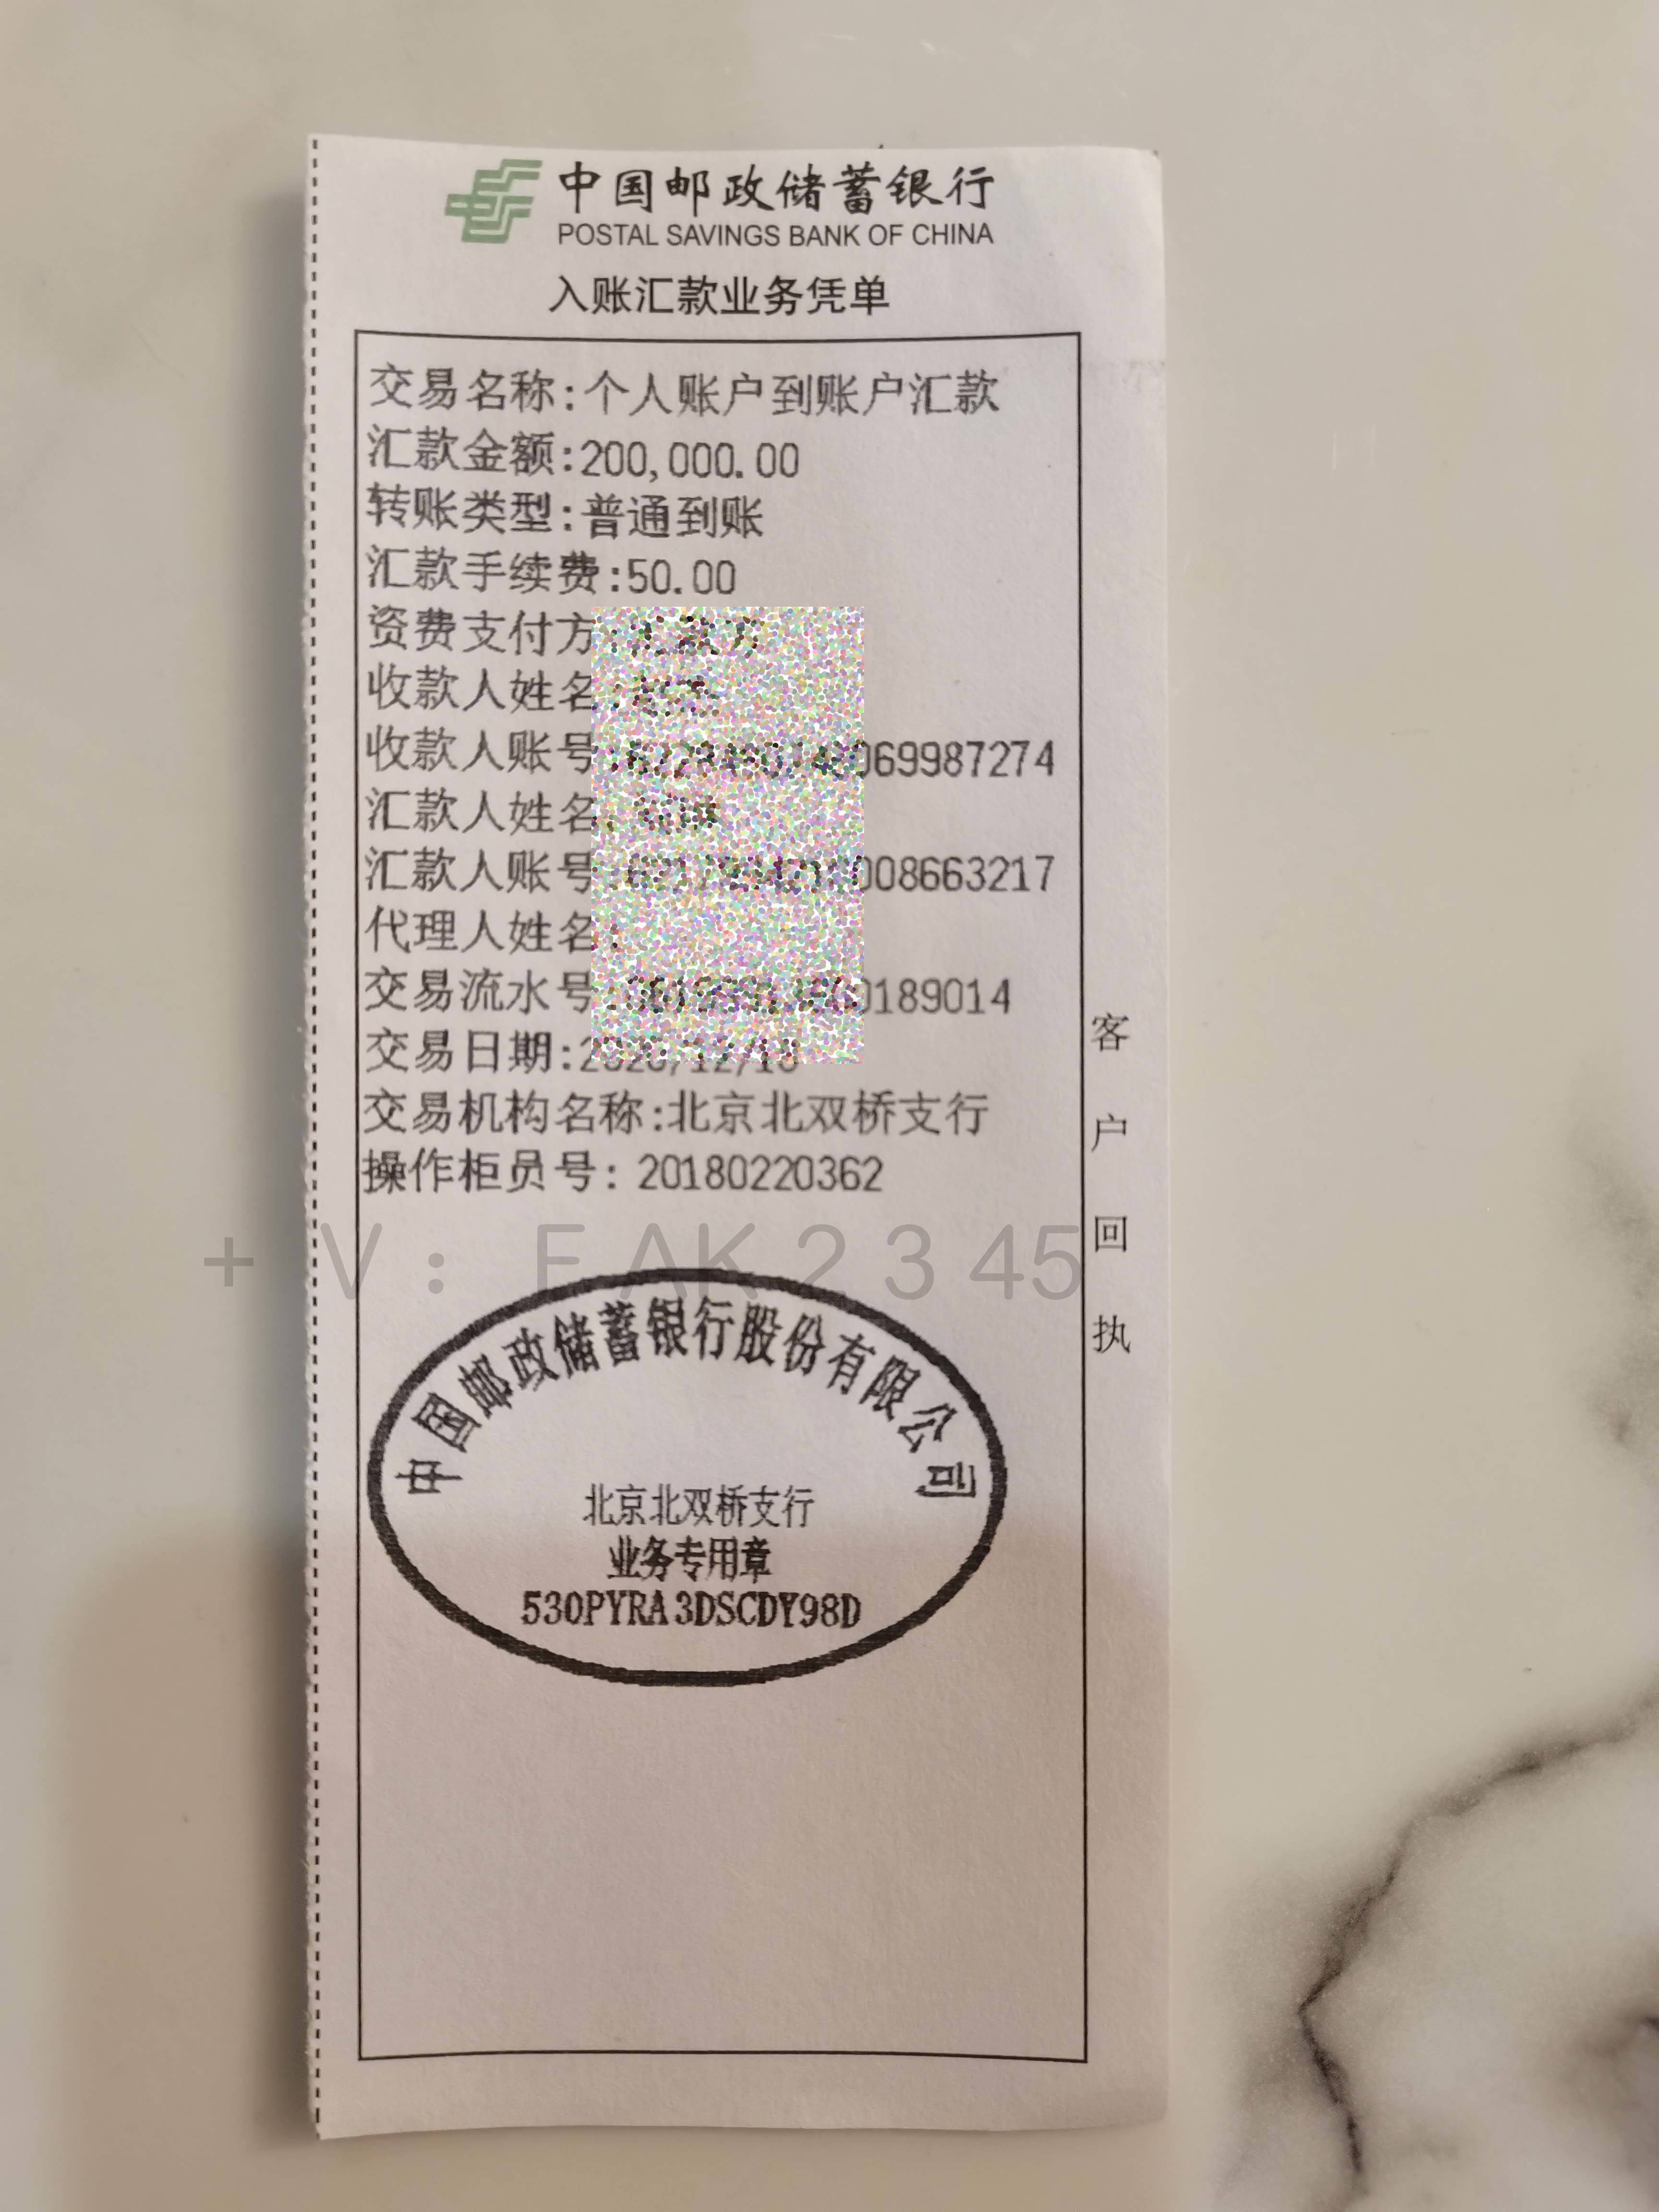 中国邮政储蓄银行
POSTAL SAVINGS BANK OF CHINA
入账汇款业务凭单
交易名称:个人账户到账户汇款
汇款金额:200,000.00
转账类型:普通到账
汇款手续费:50.00
资费支付方
收款人姓名
收款人账号 069987274
汇款人姓名
汇款人账号 008663217
代理人姓名
交易流水号 0189014
交易日期:
交易机构名称:北京北双桥支行
操作柜员号: 20180220362
客户回执
+V: FAK2345
中国邮政储蓄银行股份有限公司
北京北双桥支行
业务专用章
530PYRA3DSCDY98D